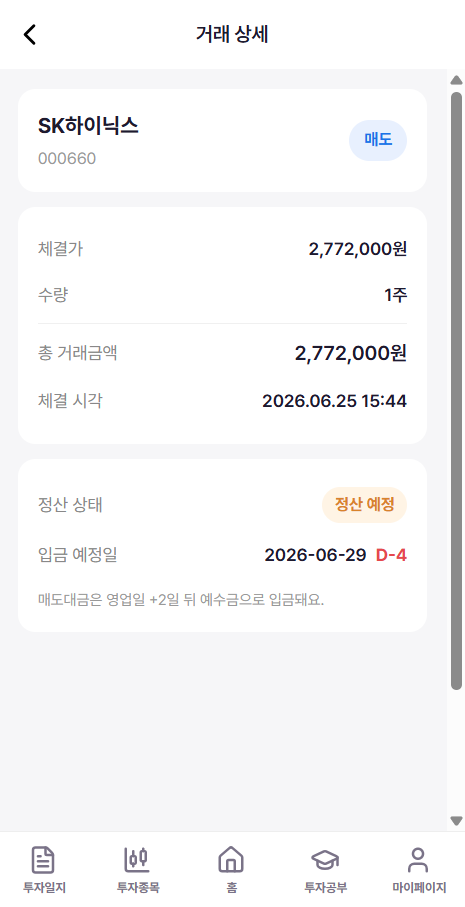 거래 상세
SK하이닉스
000660
매도
체결가 2,772,000원
수량 1주
총 거래금액 2,772,000원
체결 시각 2026.06.25 15:44
정산 상태 정산 예정
입금 예정일 2026-06-29 D-4
매도대금은 영업일 +2일 뒤 예수금으로 입금돼요.
투자일지 투자종목 홈 투자공부 마이페이지